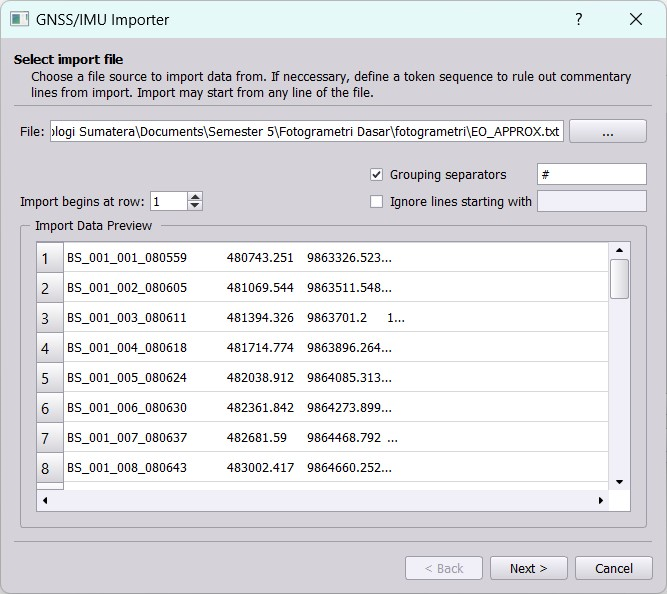 GNSS/IMU Importer
Select import file
Choose a file source to import data from. If neccessary, define a token sequence to rule out commentary
lines from import. Import may start from any line of the file.
File: ologi Sumatera\Documents\Semester 5\Fotogrametri Dasar\fotogrametri\EO_APPROX.txt ...
Grouping separators #
Import begins at row: 1 Ignore lines starting with
Import Data Preview
1 BS_001_001_080559 480743.251 9863326.523...
2 BS_001_002_080605 481069.544 9863511.548...
3 BS_001_003_080611 481394.326 9863701.2 1...
4 BS_001_004_080618 481714.774 9863896.264...
5 BS_001_005_080624 482038.912 9864085.313...
6 BS_001_006_080630 482361.842 9864273.899...
7 BS_001_007_080637 482681.59 9864468.792 ...
8 BS_001_008_080643 483002.417 9864660.252...
< Back Next > Cancel